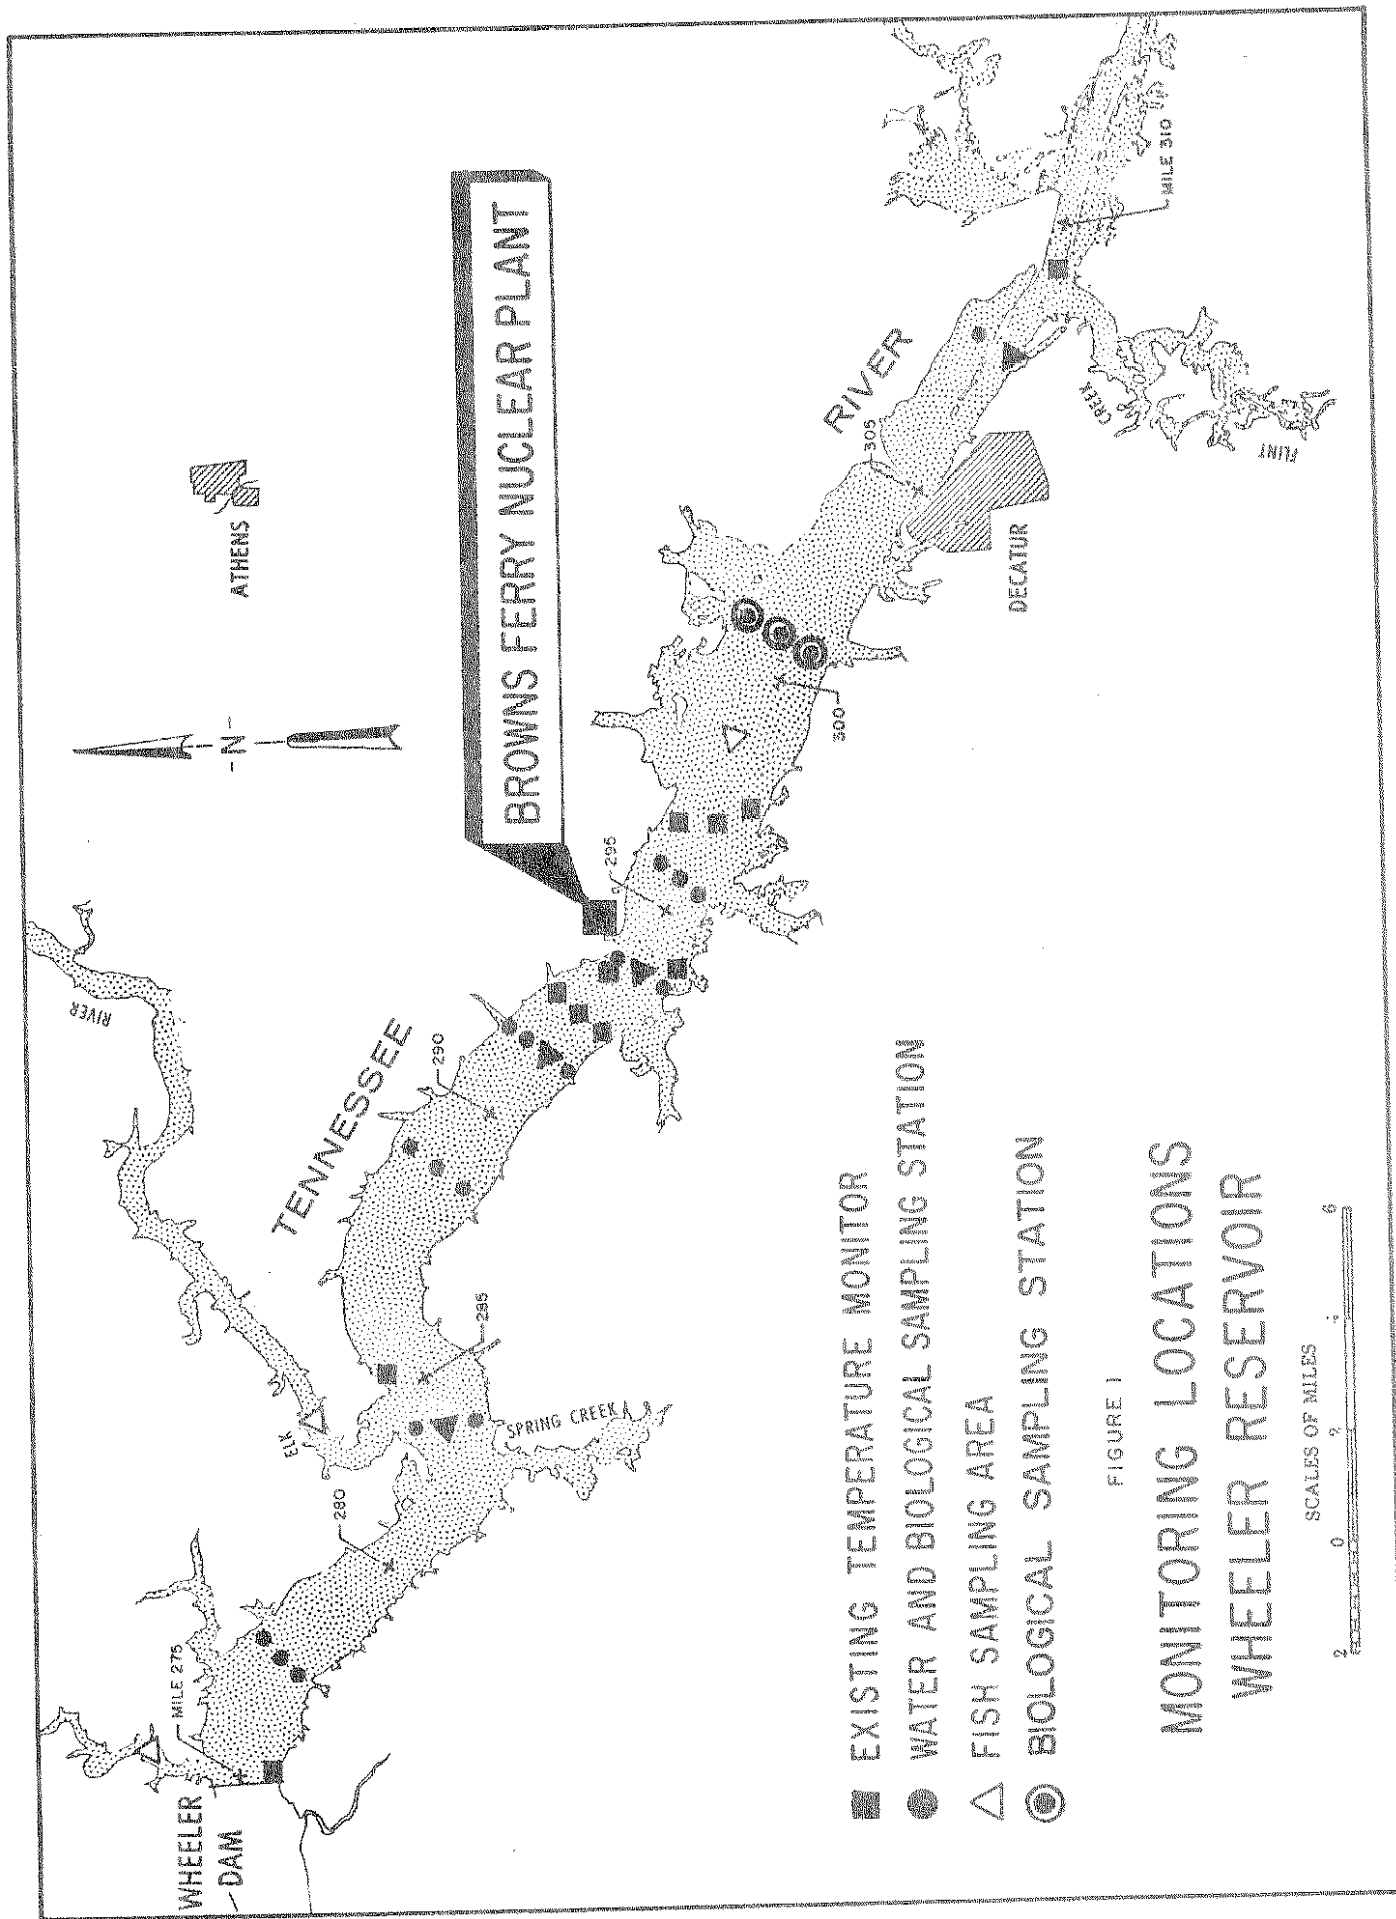 WHEELER
DAM
MILE 275
280
ELK
RIVER
SPRING CREEK
285
TENNESSEE
290
295
BROWNS FERRY NUCLEAR PLANT
-N-
ATHENS
300
305
RIVER
DECATUR
FLINT
CREEK
MILE 310
EXISTING TEMPERATURE MONITOR
WATER AND BIOLOGICAL SAMPLING STATION
FISH SAMPLING AREA
BIOLOGICAL SAMPLING STATION
FIGURE 1
MONITORING LOCATIONS
WHEELER RESERVOIR
SCALES OF MILES
2 0 2 4 6